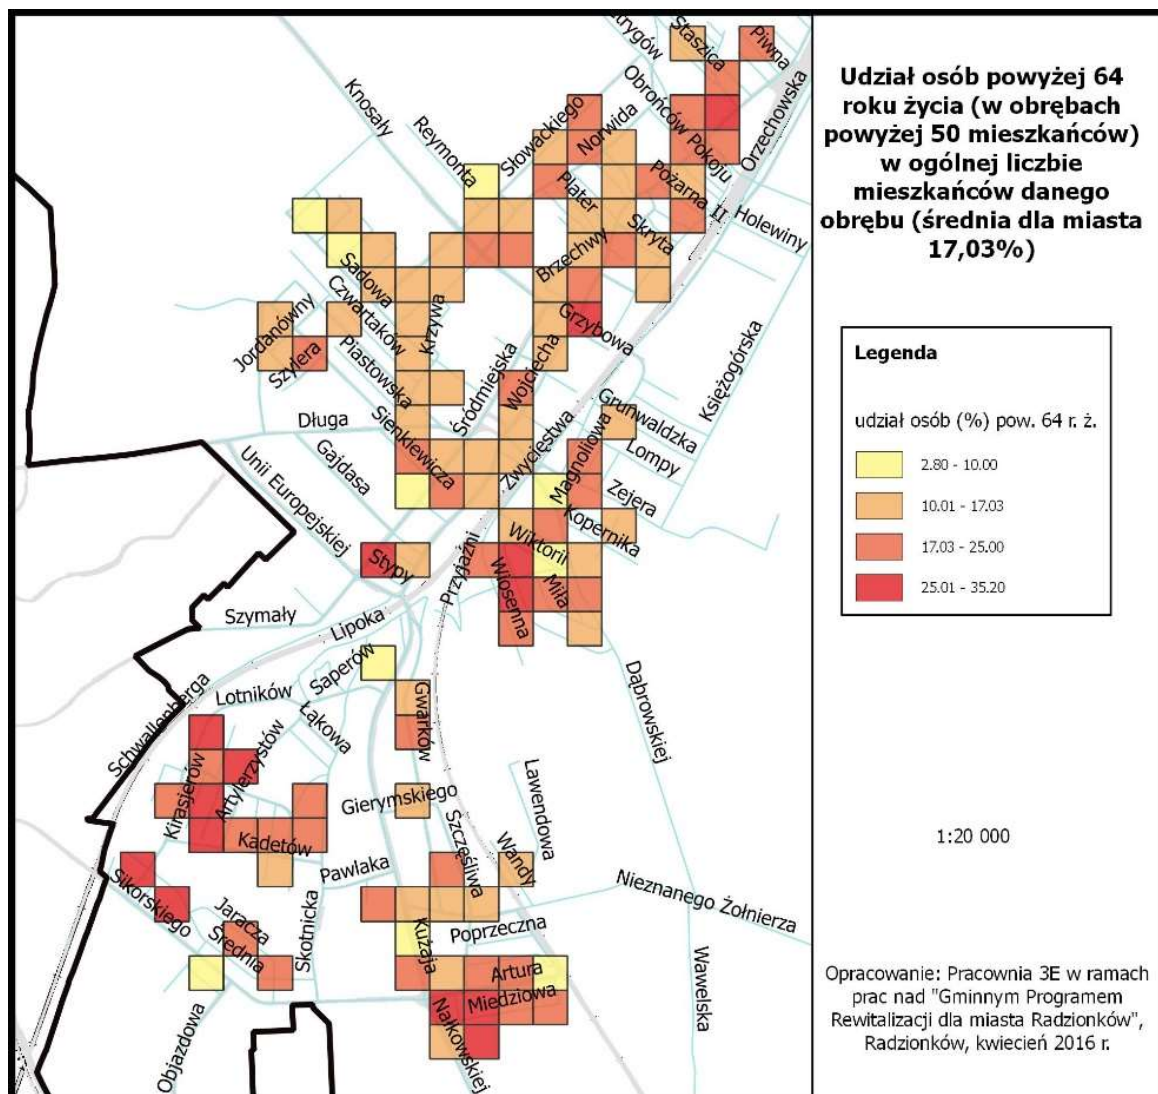 Udział osób powyżej 64
roku życia (w obrębach
powyżej 50 mieszkańców)
w ogólnej liczbie
mieszkańców danego
obrębu (średnia dla miasta
17,03%)
Legenda
udział osób (%) pow. 64 r. ż.
2.80 - 10.00
10.01 - 17.03
17.03 - 25.00
25.01 - 35.20
1:20 000
Opracowanie: Pracownia 3E w ramach
prac nad "Gminnym Programem
Rewitalizacji dla miasta Radzionków",
Radzionków, kwiecień 2016 r.
Staszica
Piwna
Knosały
Reymonta
Słowackiego
Norwida
Obrońców Pokoju
Orzechowska
Plater
Pożarna
II
Holewiny
Skryta
Brzechwy
Sadowa
Czwartaków
Krzywa
Jordanówny
Szylera
Piastowska
Śródmiejska
Wojciecha
Grzybowa
Księżogórska
Długa
Sienkiewicza
Gajdasa
Zwycięstwa
Magnoliowa
Grunwaldzka
Lompy
Zejera
Unii Europejskiej
Kopernika
Wiktorii
Stypy
Przyjaźni
Wiosenna
Miła
Szymały
Lipoka
Saperów
Dąbrowskiej
Schwallenberga
Lotników
Łąkowa
Gwarków
Kirasjerów
Artylerzystów
Gierymskiego
Lawendowa
Kadetów
Szczęśliwa
Wandy
Pawlaka
Sikorskiego
Nieznanego Żołnierza
Jaracza
Średnia
Skotnicka
Kużaja
Poprzeczna
Wawelska
Artura
Miedziowa
Nałkowskiej
Objazdowa